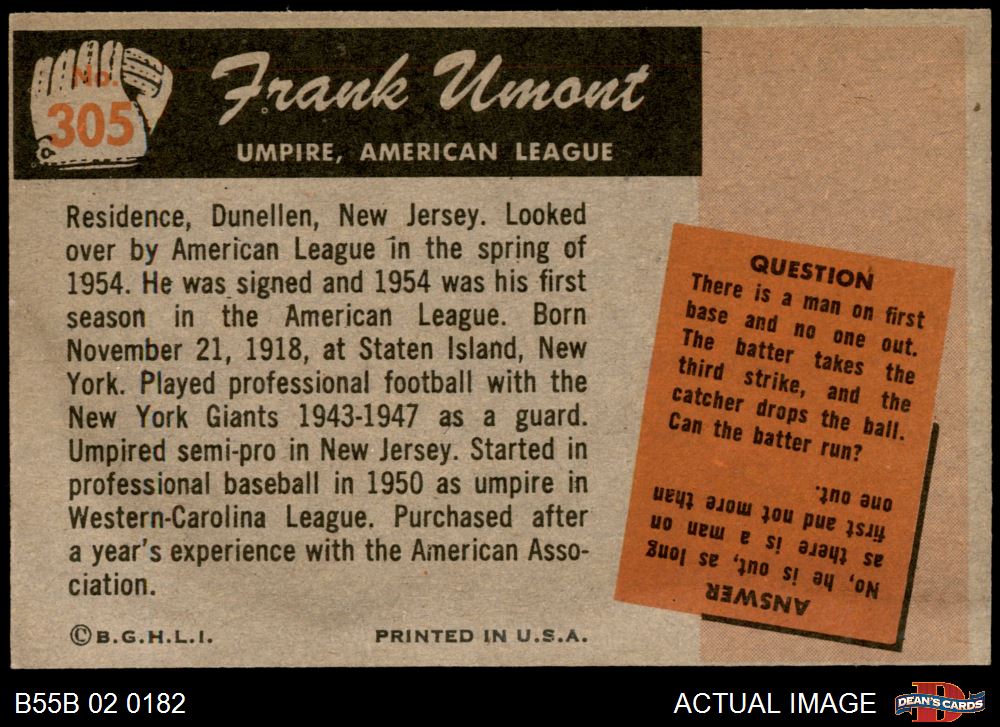 No.
305
Frank Umont
UMPIRE, AMERICAN LEAGUE
Residence, Dunellen, New Jersey. Looked
over by American League in the spring of
1954. He was signed and 1954 was his first
season in the American League. Born
November 21, 1918, at Staten Island, New
York. Played professional football with the
New York Giants 1943-1947 as a guard.
Umpired semi-pro in New Jersey. Started in
professional baseball in 1950 as umpire in
Western-Carolina League. Purchased after
a year's experience with the American Asso-
ciation.
©B.G.H.L.I.
PRINTED IN U.S.A.
QUESTION
There is a man on first
base and no one out.
The batter takes the
third strike, and the
catcher drops the ball.
Can the batter run?
ANSWER
No, he is out, as long
as there is a man on
first and not more than
one out.
B55B 02 0182
ACTUAL IMAGE
D
DEAN'S CARDS